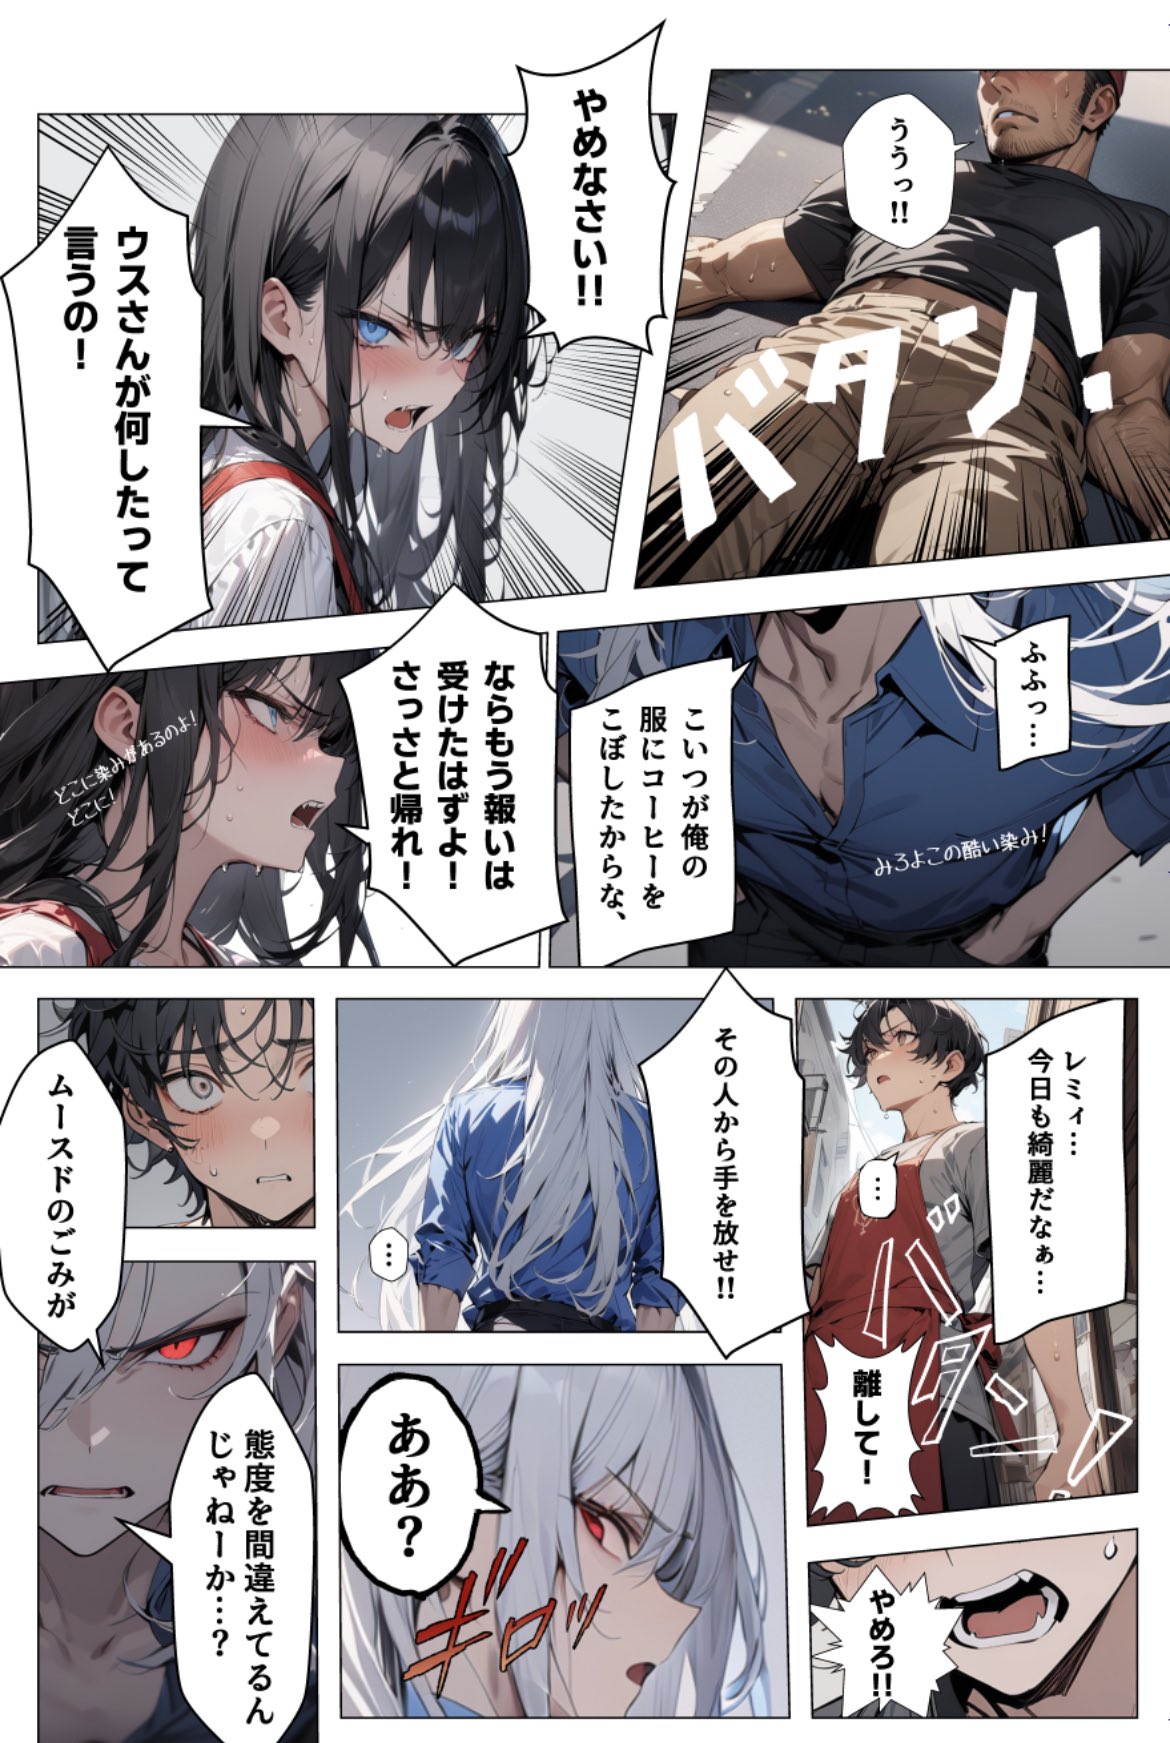 ううっ!!
バタン!
やめなさい!!
ウスさんが何したって
言うの!
ふふっ…
みろよこの酷い染み!
こいつが俺の
服にコーヒーを
こぼしたからな、
ならもう報いは
受けたはずよ!
さっさと帰れ!
どこに染みがあるのよ!
どこに!
レミィ…
今日も綺麗だなぁ…
…
バターン!
離して!
やめろ!!
その人から手を放せ!!
…
ああ?
ギロッ
ムースドのごみが
態度を間違えてるん
じゃねーか…?